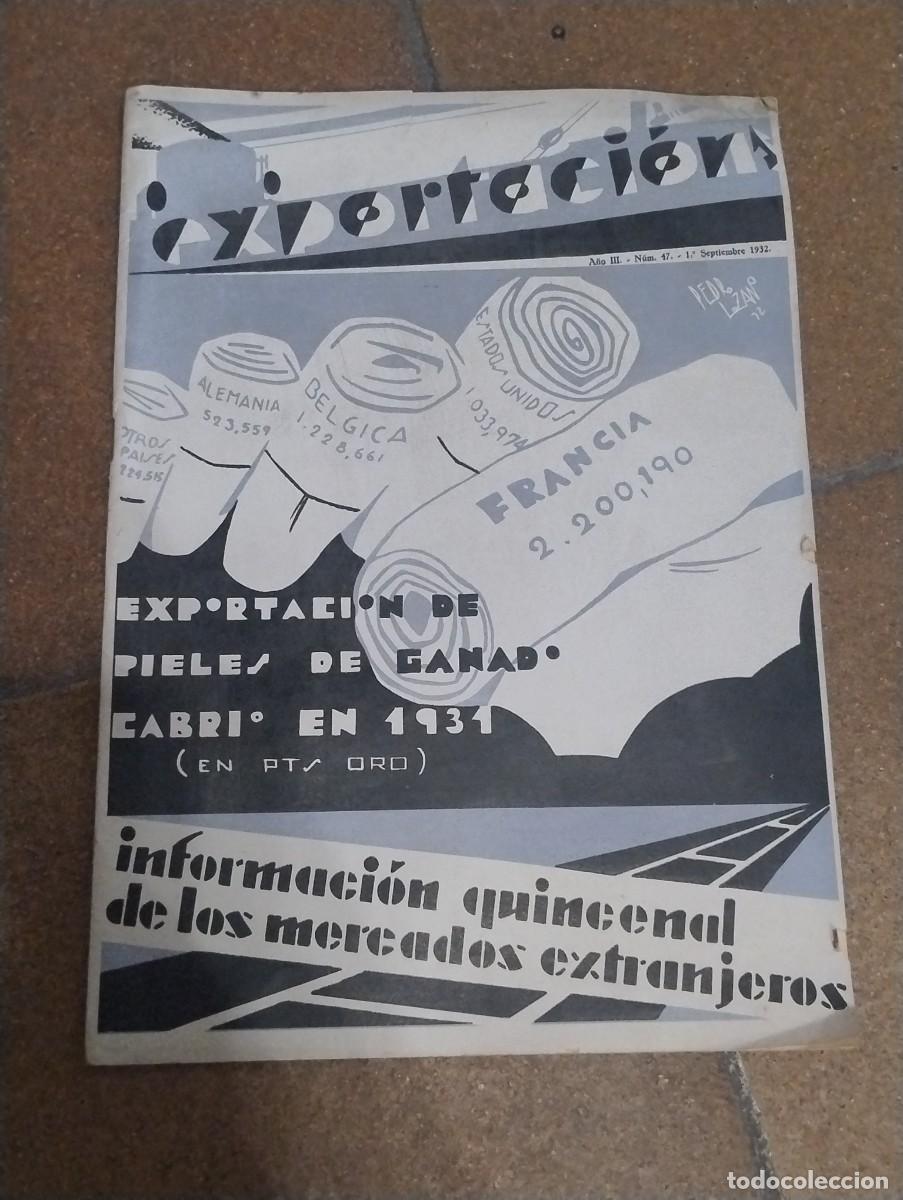 exportación
Año III. - Núm. 47. - 1.º Septiembre 1932.
PEDRO
LOZANO
32
ESTADOS UNIDOS
1.033,974
BELGICA
1.228,661
ALEMANIA
523,559
OTROS
PAISES
224,515
FRANCIA
2.200,190
EXPORTACION DE
PIELES DE GANADO
CABRIO EN 1931
(EN PTS ORO)
información quincenal
de los mercados extranjeros
todocoleccion